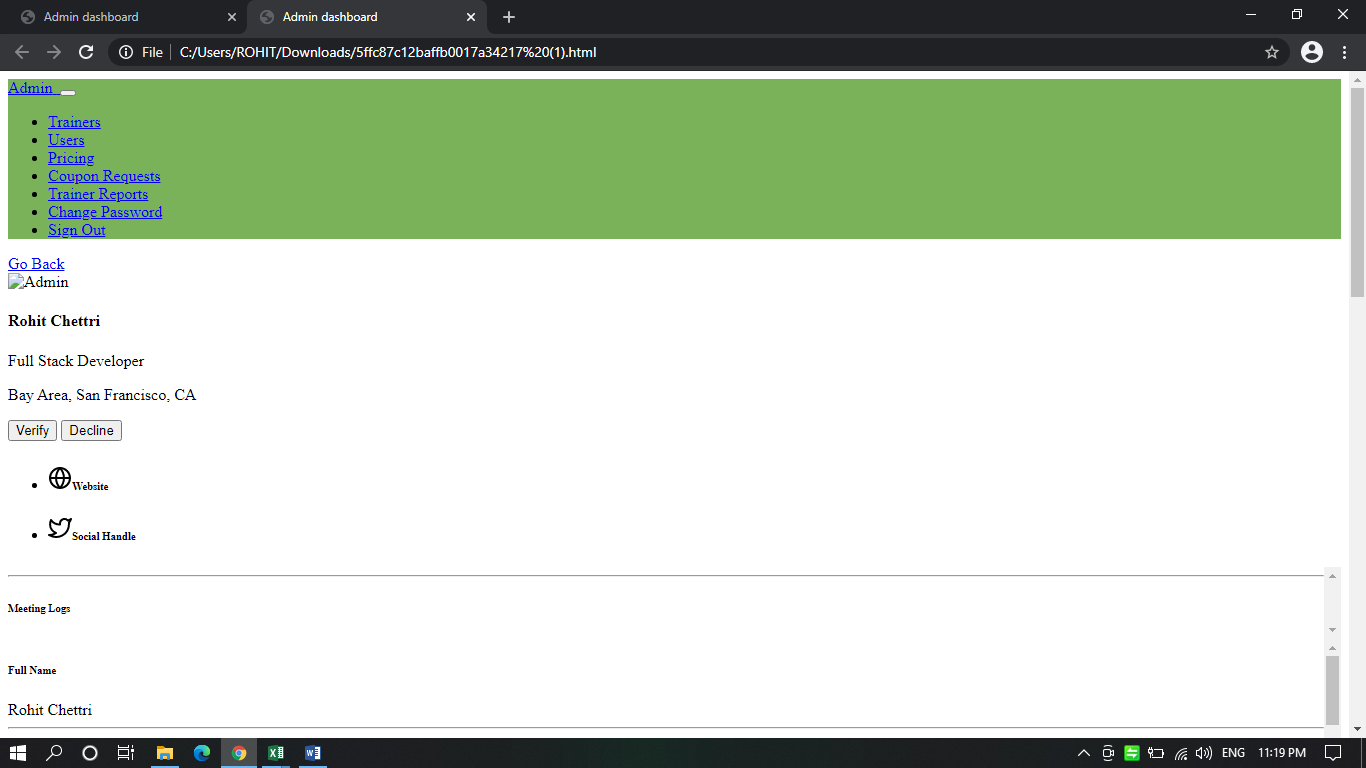 Admin dashboard
Admin dashboard
File
C:/Users/ROHIT/Downloads/5ffc87c12baffb0017a34217%20(1).html
Admin
Trainers
Users
Pricing
Coupon Requests
Trainer Reports
Change Password
Sign Out
Go Back
Admin
Rohit Chettri
Full Stack Developer
Bay Area, San Francisco, CA
Verify Decline
Website
Social Handle
Meeting Logs
Full Name
Rohit Chettri
ENG 11:19 PM